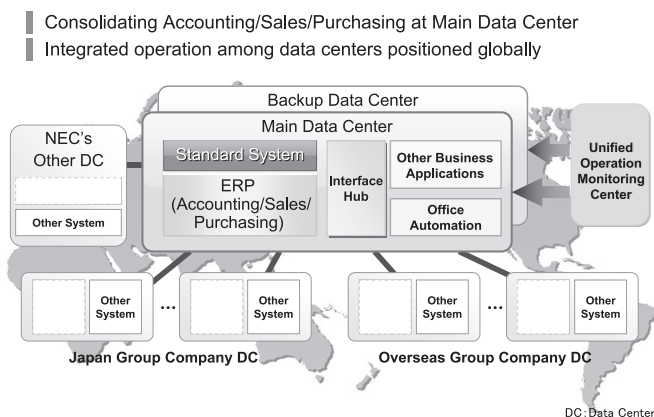 Consolidating Accounting/Sales/Purchasing at Main Data Center
Integrated operation among data centers positioned globally
Backup Data Center
Main Data Center
NEC's
Other DC
Other System
Standard System
ERP
(Accounting/Sales/
Purchasing)
Interface
Hub
Other Business
Applications
Office
Automation
Unified
Operation
Monitoring
Center
Other
System
...
Other
System
Other
System
...
Other
System
Japan Group Company DC
Overseas Group Company DC
DC:Data Center